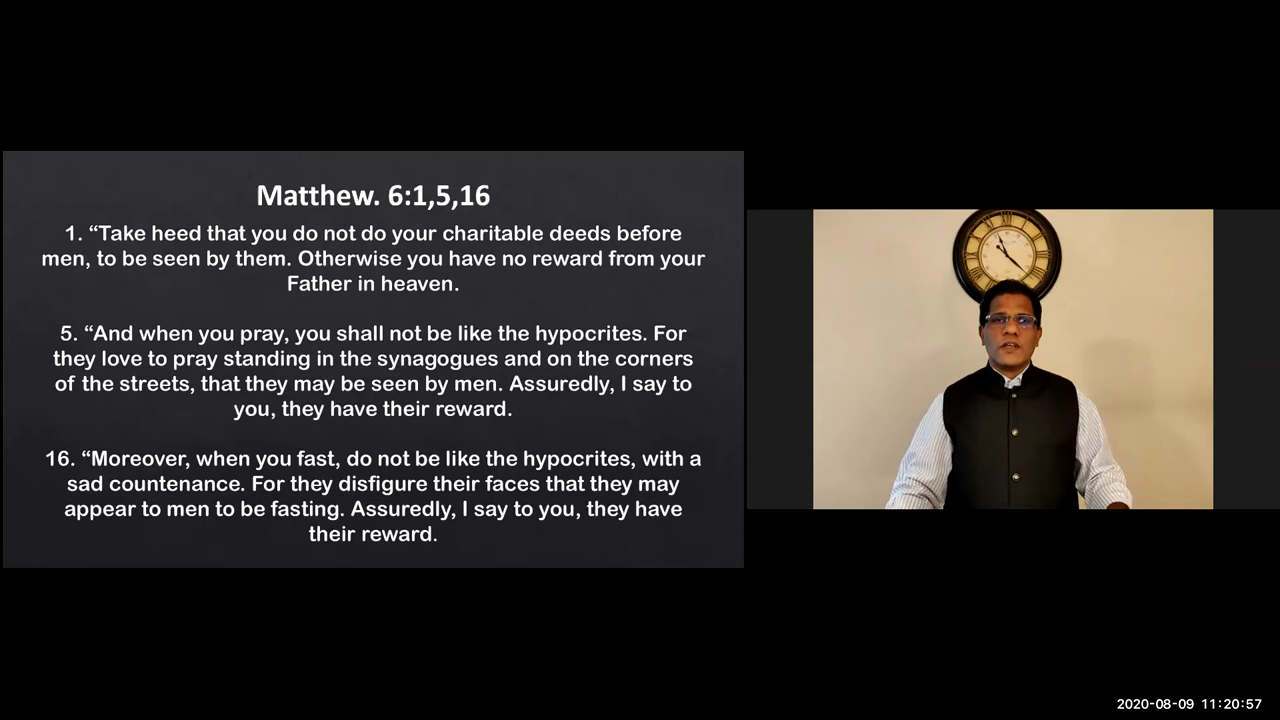 Matthew. 6:1,5,16
1. “Take heed that you do not do your charitable deeds before
men, to be seen by them. Otherwise you have no reward from your
Father in heaven.
5. “And when you pray, you shall not be like the hypocrites. For
they love to pray standing in the synagogues and on the corners
of the streets, that they may be seen by men. Assuredly, I say to
you, they have their reward.
16. “Moreover, when you fast, do not be like the hypocrites, with a
sad countenance. For they disfigure their faces that they may
appear to men to be fasting. Assuredly, I say to you, they have
their reward.
2020-08-09 11:20:57